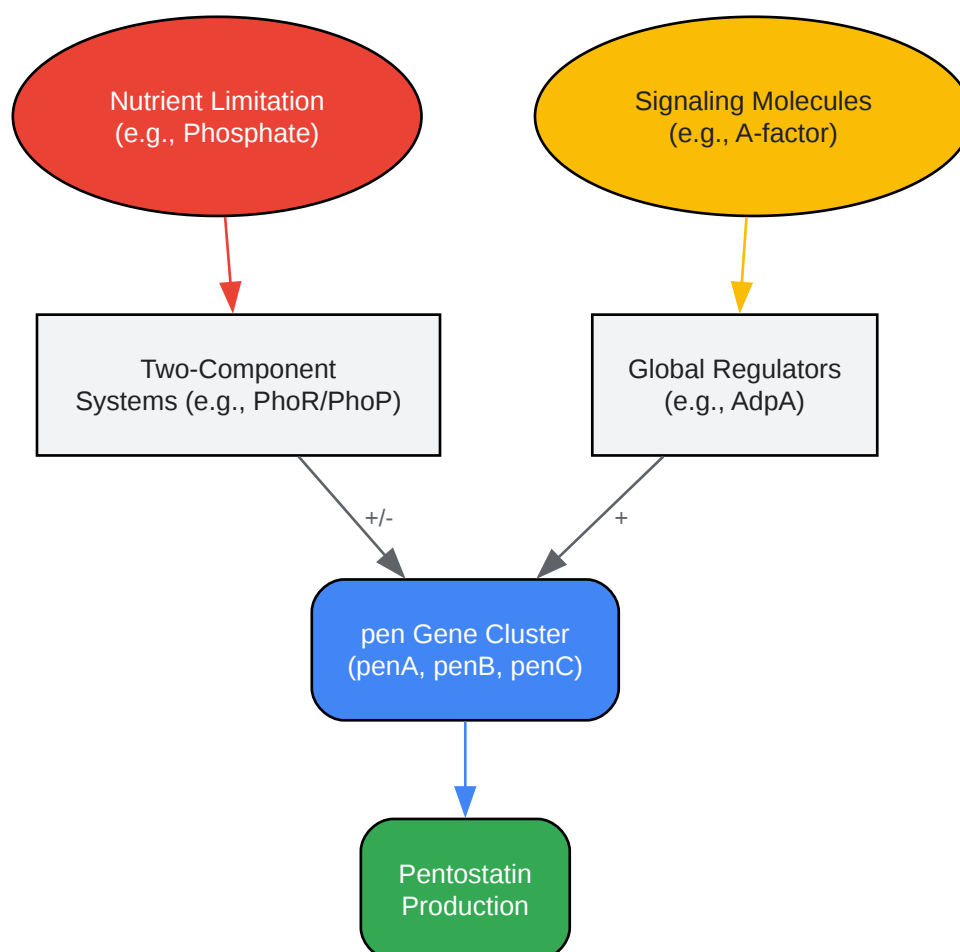 Nutrient Limitation
(e.g., Phosphate)
Signaling Molecules
(e.g., A-factor)
Two-Component
Systems (e.g., PhoR/PhoP)
Global Regulators
(e.g., AdpA)
+/-
+
pen Gene Cluster
(penA, penB, penC)
Pentostatin
Production